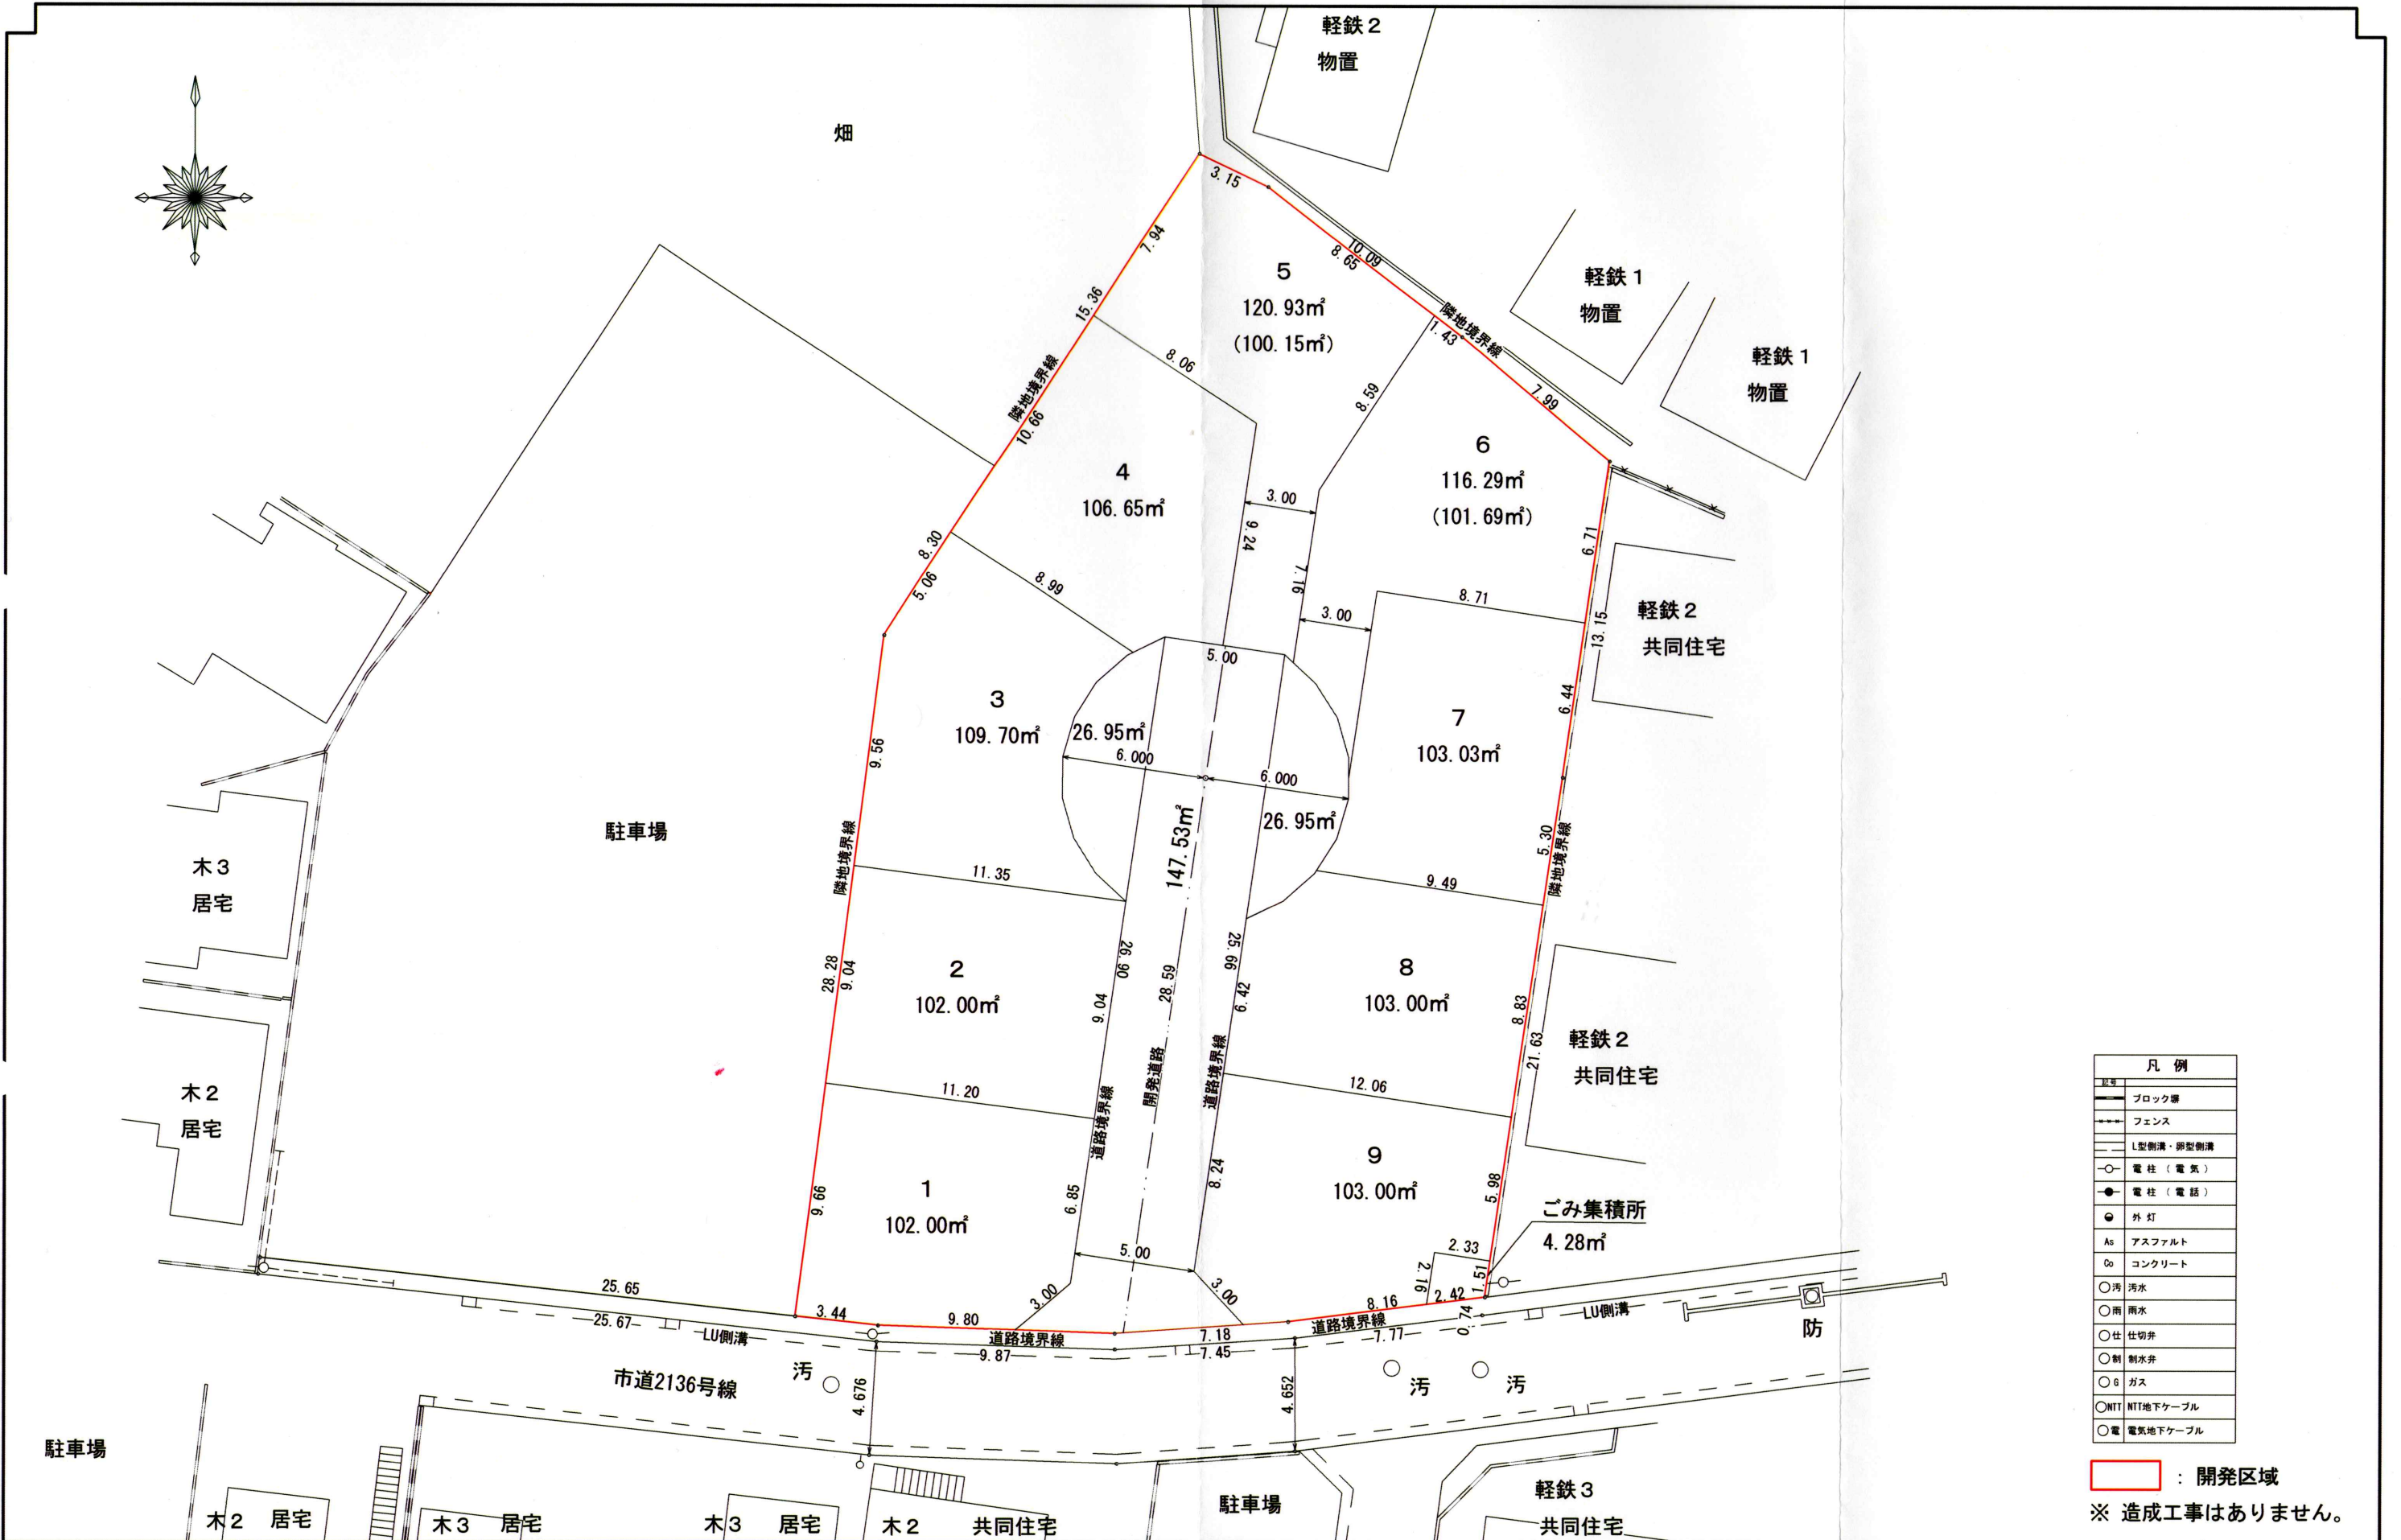 軽鉄2
物置
畑
3.15
7.94
15.36
10.09
8.65
隣地境界線
1.43
5
120.93㎡
(100.15㎡)
軽鉄1
物置
軽鉄1
物置
8.06
8.59
7.99
隣地境界線
10.66
4
106.65㎡
6
116.29㎡
(101.69㎡)
3.00
9.24
6.71
8.30
5.06
8.99
7.16
3.00
8.71
13.15
軽鉄2
共同住宅
5.00
6.44
3
109.70㎡
26.95㎡
6.000
6.000
7
103.03㎡
9.56
駐車場
隣地境界線
147.53㎡
26.95㎡
5.30
隣地境界線
木3
居宅
11.35
9.49
28.28
9.04
2
102.00㎡
26.90
9.04
28.59
25.66
6.42
8
103.00㎡
8.83
21.63
軽鉄2
共同住宅
木2
居宅
11.20
道路境界線
開発道路
道路境界線
12.06
9.66
1
102.00㎡
6.85
8.24
9
103.00㎡
5.98
ごみ集積所
4.28㎡
5.00
2.33
2.16
1.51
25.65
3.44
9.80
3.00
3.00
8.16
2.42
0.74
25.67
LU側溝
道路境界線
9.87
7.18
7.45
道路境界線
7.77
LU側溝
防
市道2136号線
汚
4.676
4.652
汚
汚
駐車場
木2 居宅
木3 居宅
木3 居宅
木2 共同住宅
駐車場
軽鉄3
共同住宅
凡例
記号
ブロック塀
フェンス
L型側溝・卵型側溝
電柱(電気)
電柱(電話)
外灯
As アスファルト
Co コンクリート
汚 汚水
雨 雨水
仕 仕切弁
制 制水弁
G ガス
NTT NTT地下ケーブル
電 電気地下ケーブル
:開発区域
※ 造成工事はありません。